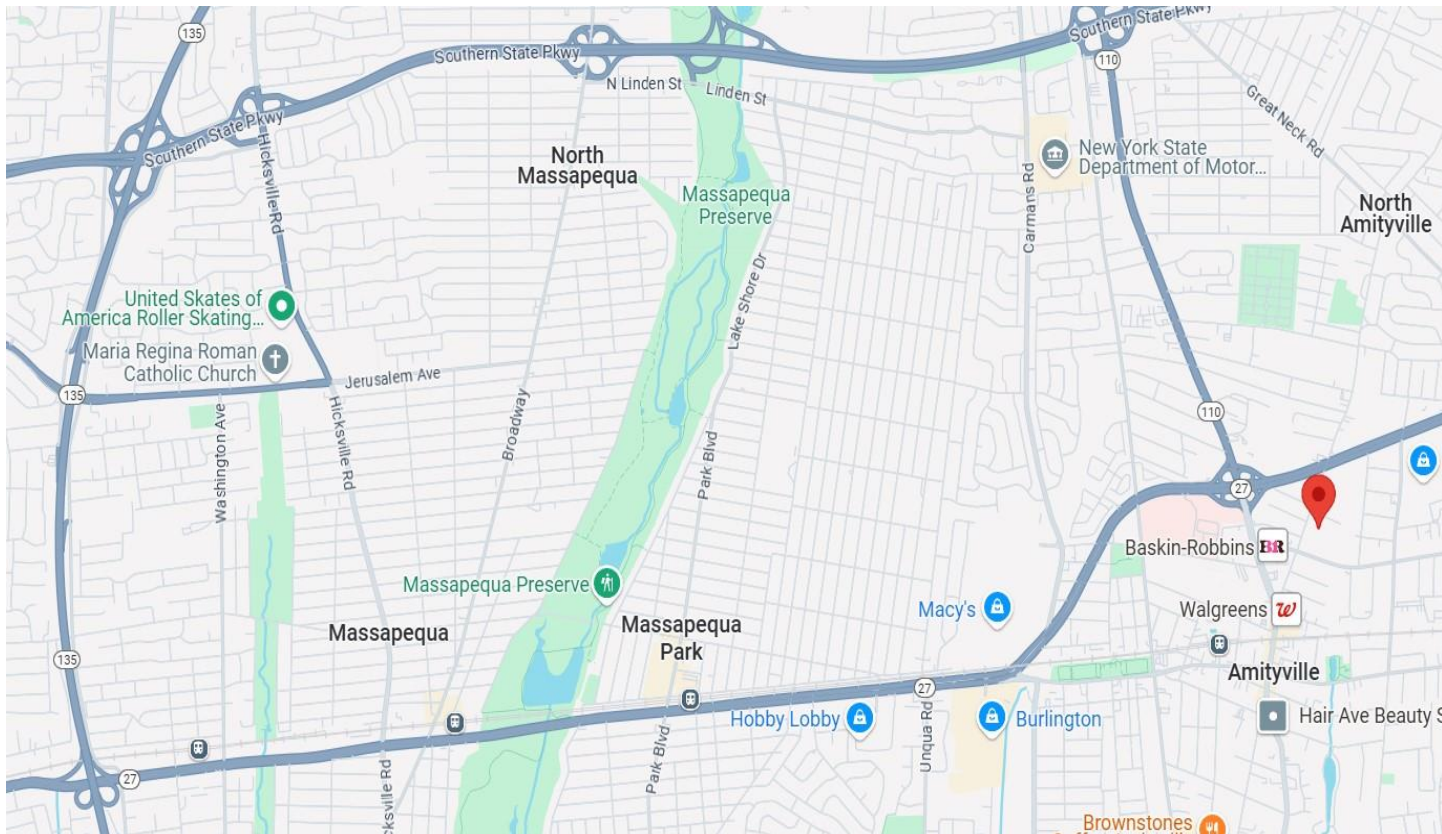 135
Southern State Pkwy
Southern State Pkwy
110
N Linden St
Linden St
Great Neck Rd
Southern State Pkwy
Hicksville Rd
North
Massapequa
New York State
Department of Motor...
Massapequa
Preserve
Carmans Rd
North
Amityville
Lake Shore Dr
United Skates of
America Roller Skating...
Maria Regina Roman
Catholic Church
Jerusalem Ave
135
Hicksville Rd
Washington Ave
Broadway
Park Blvd
110
27
Baskin-Robbins
BR
Massapequa Preserve
Macy's
Walgreens
W
Massapequa
Massapequa
Park
135
Amityville
27
Hobby Lobby
Burlington
Hair Ave Beauty S
Unqua Rd
Park Blvd
27
cksville Rd
Brownstones